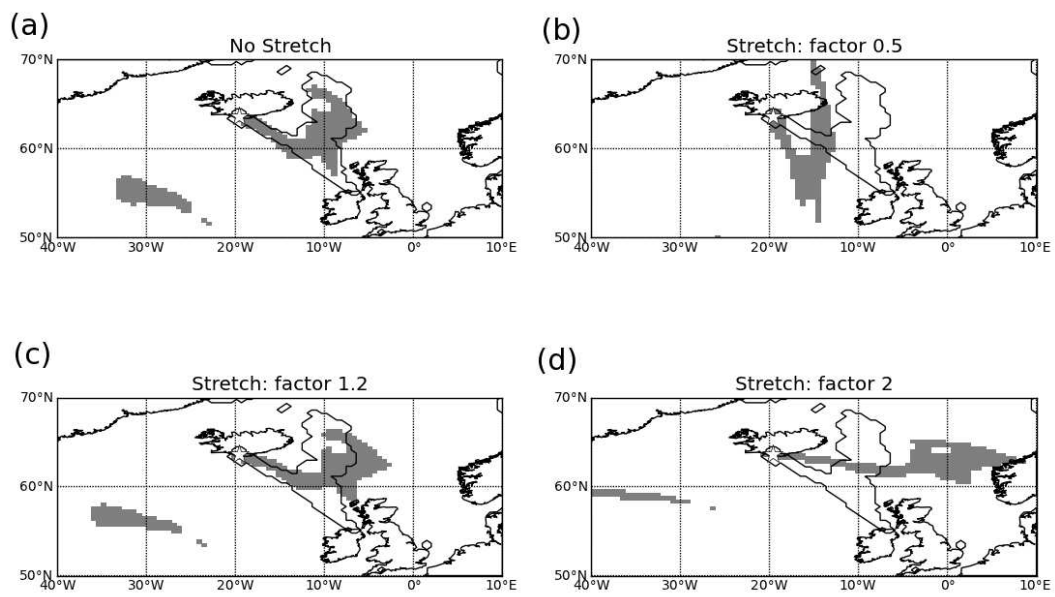 (a)
No Stretch
70°N
60°N
50°N
40°W 30°W 20°W 10°W 0° 10°E
(b)
Stretch: factor 0.5
70°N
60°N
50°N
40°W 30°W 20°W 10°W 0° 10°E
(c)
Stretch: factor 1.2
70°N
60°N
50°N
40°W 30°W 20°W 10°W 0° 10°E
(d)
Stretch: factor 2
70°N
60°N
50°N
40°W 30°W 20°W 10°W 0° 10°E